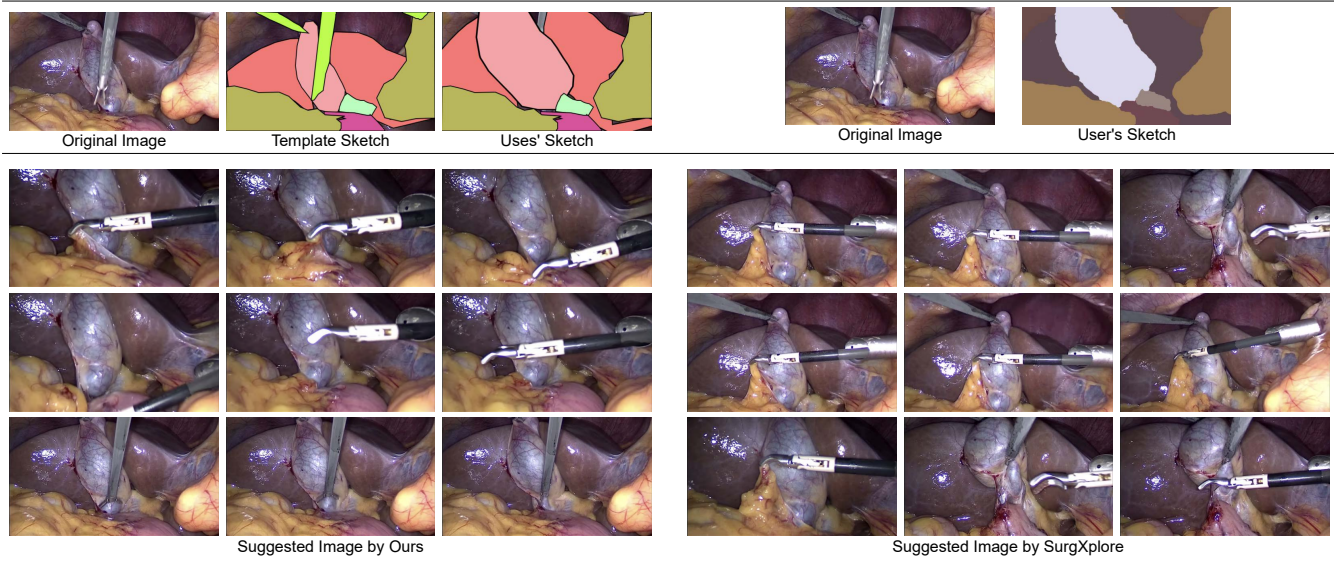 Original Image
Template Sketch
Uses' Sketch
Original Image
User's Sketch
Suggested Image by Ours
Suggested Image by SurgXplore